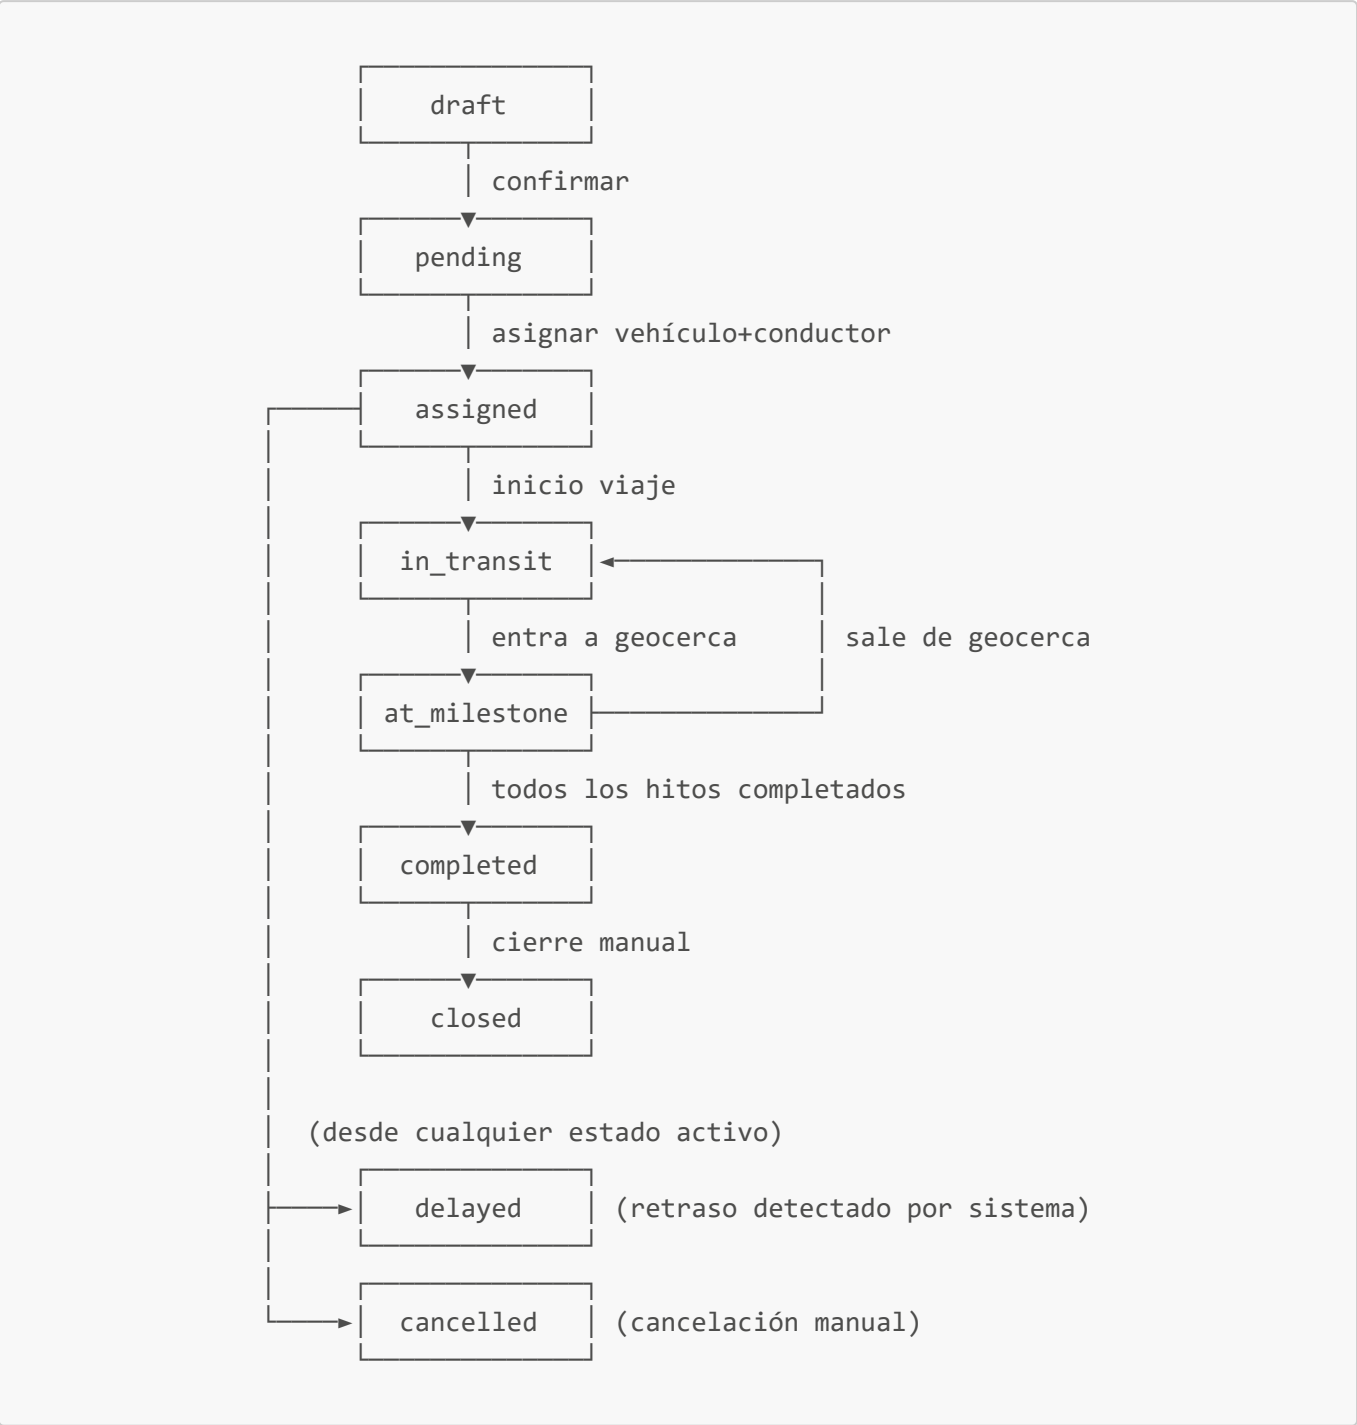 draft
confirmar
pending
asignar vehículo+conductor
assigned
inicio viaje
in_transit
entra a geocerca
sale de geocerca
at_milestone
todos los hitos completados
completed
cierre manual
closed
(desde cualquier estado activo)
delayed (retraso detectado por sistema)
cancelled (cancelación manual)